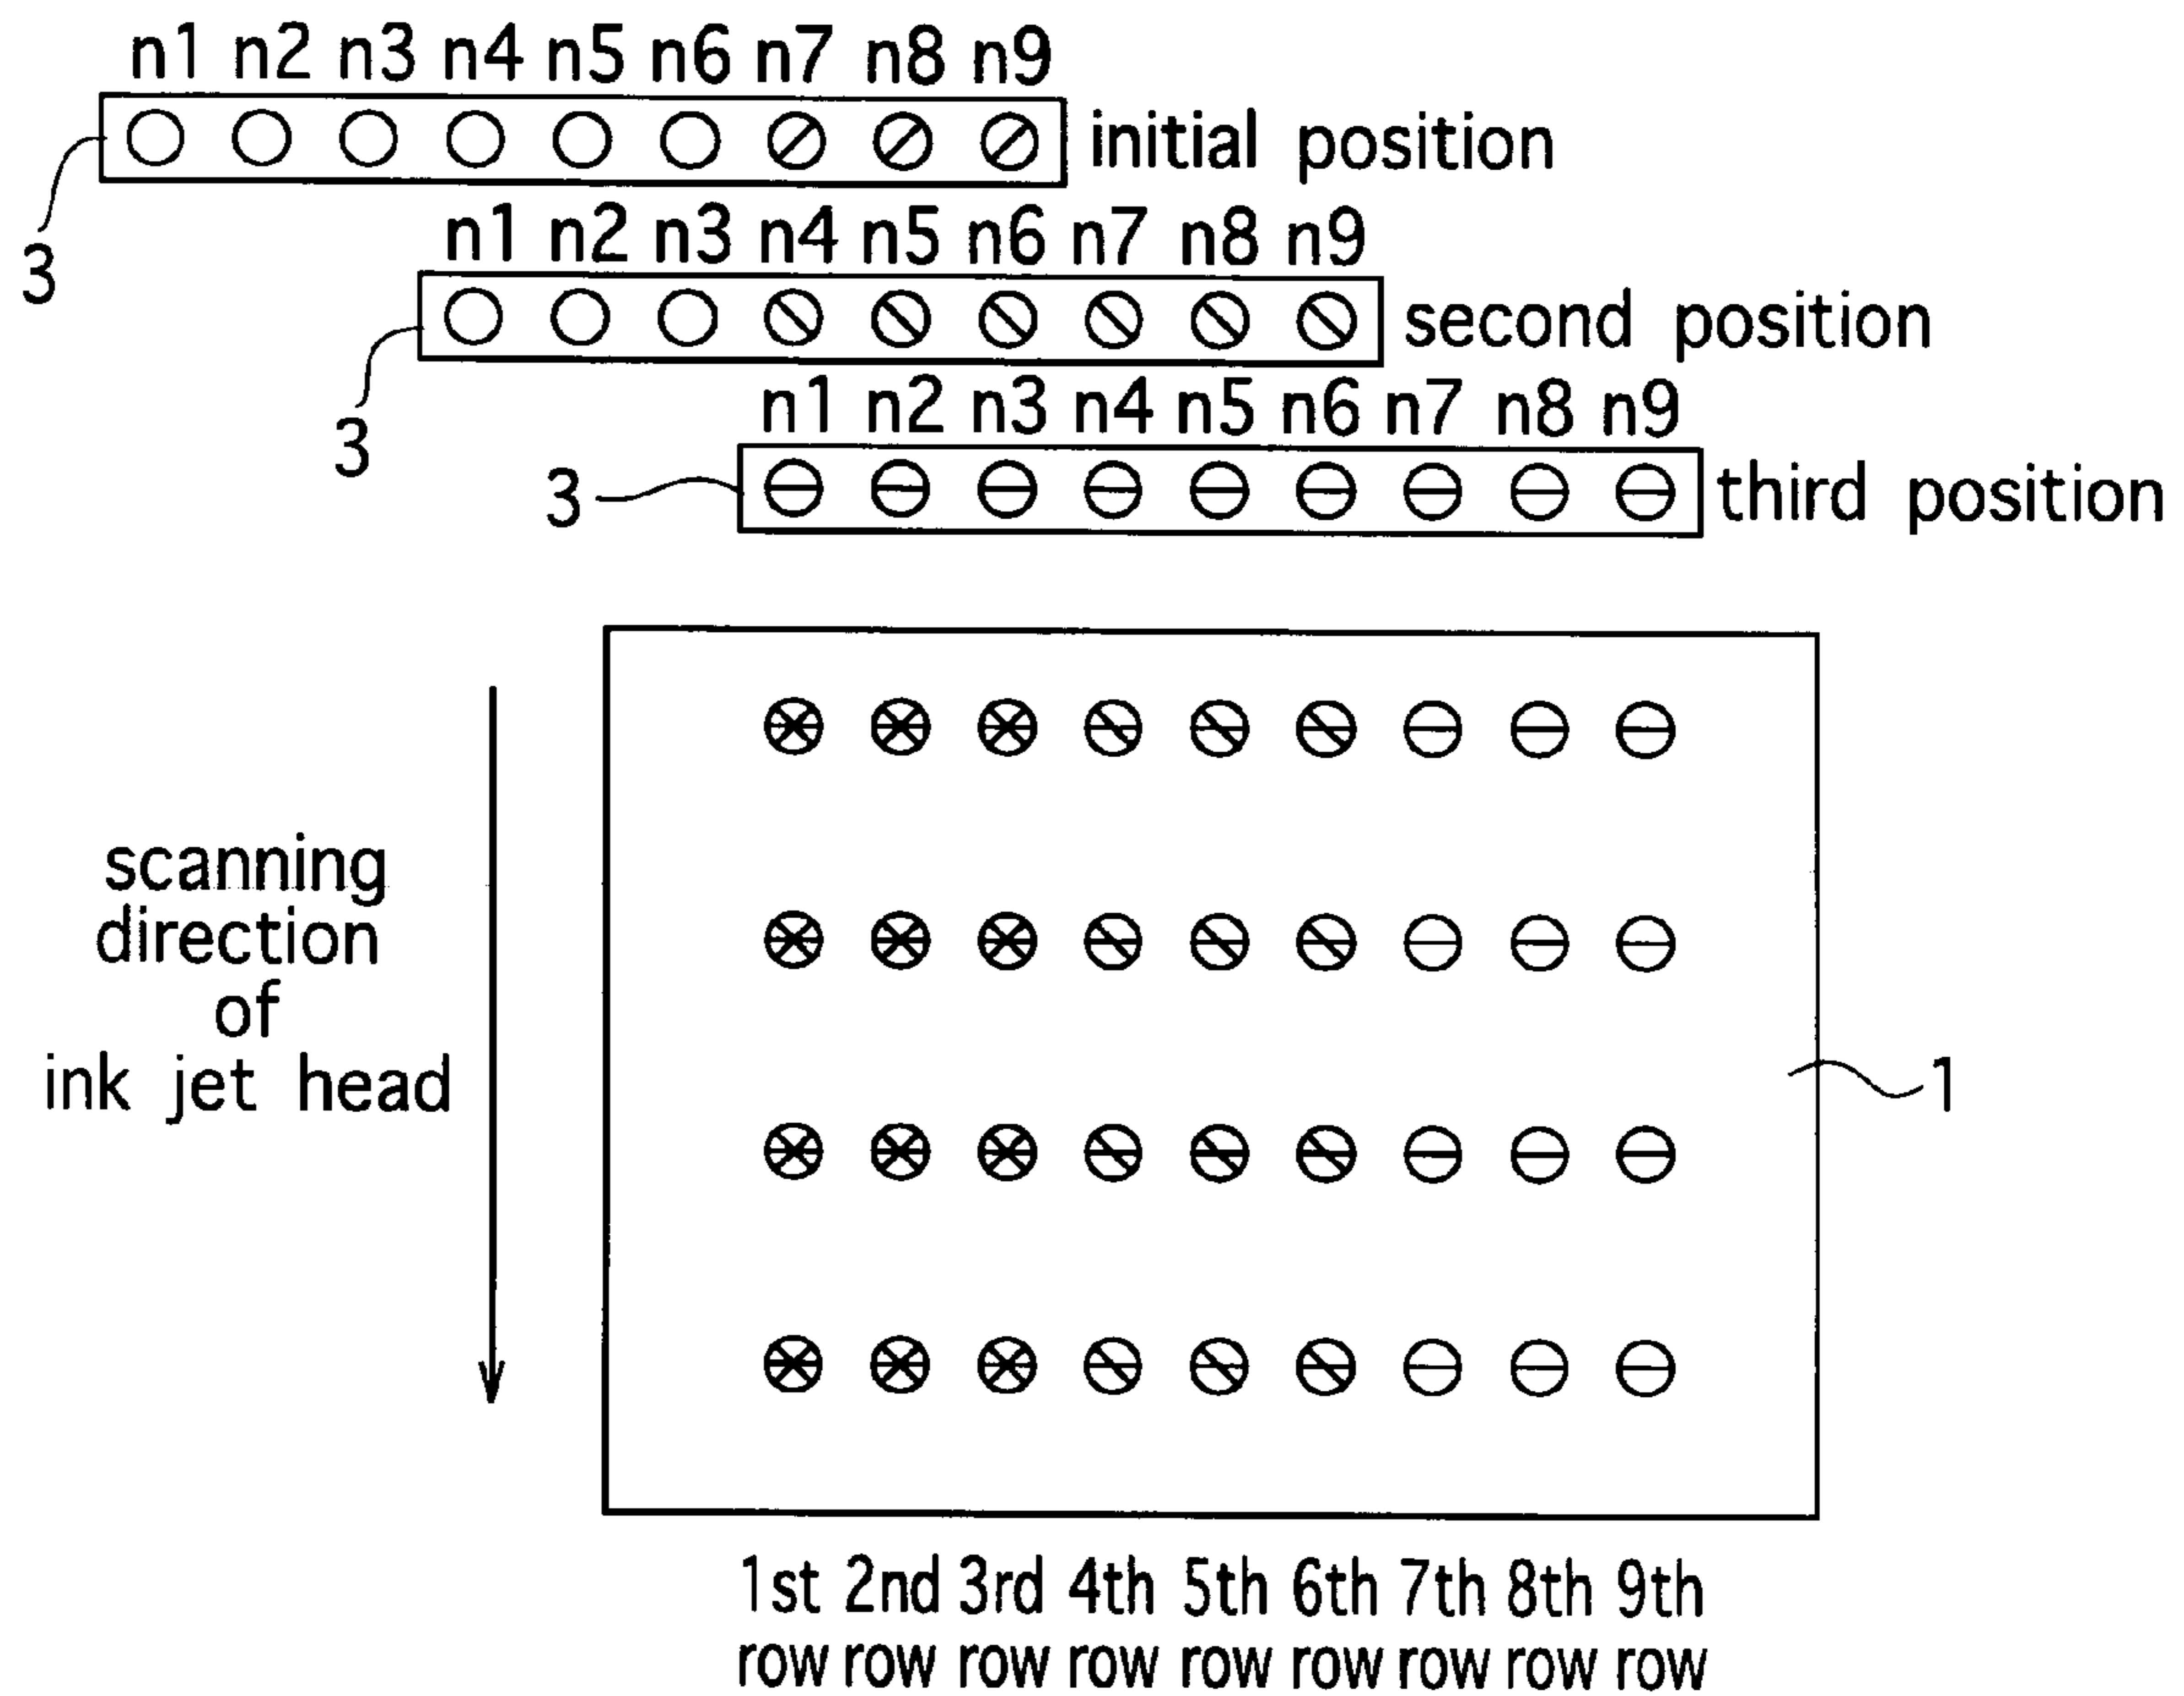 n1 n2 n3 n4 n5 n6 n7 n8 n9
initial position
3
n1 n2 n3 n4 n5 n6 n7 n8 n9
second position
3
n1 n2 n3 n4 n5 n6 n7 n8 n9
3
third position
scanning
direction
of
ink jet head
1
1st 2nd 3rd 4th 5th 6th 7th 8th 9th
row row row row row row row row row